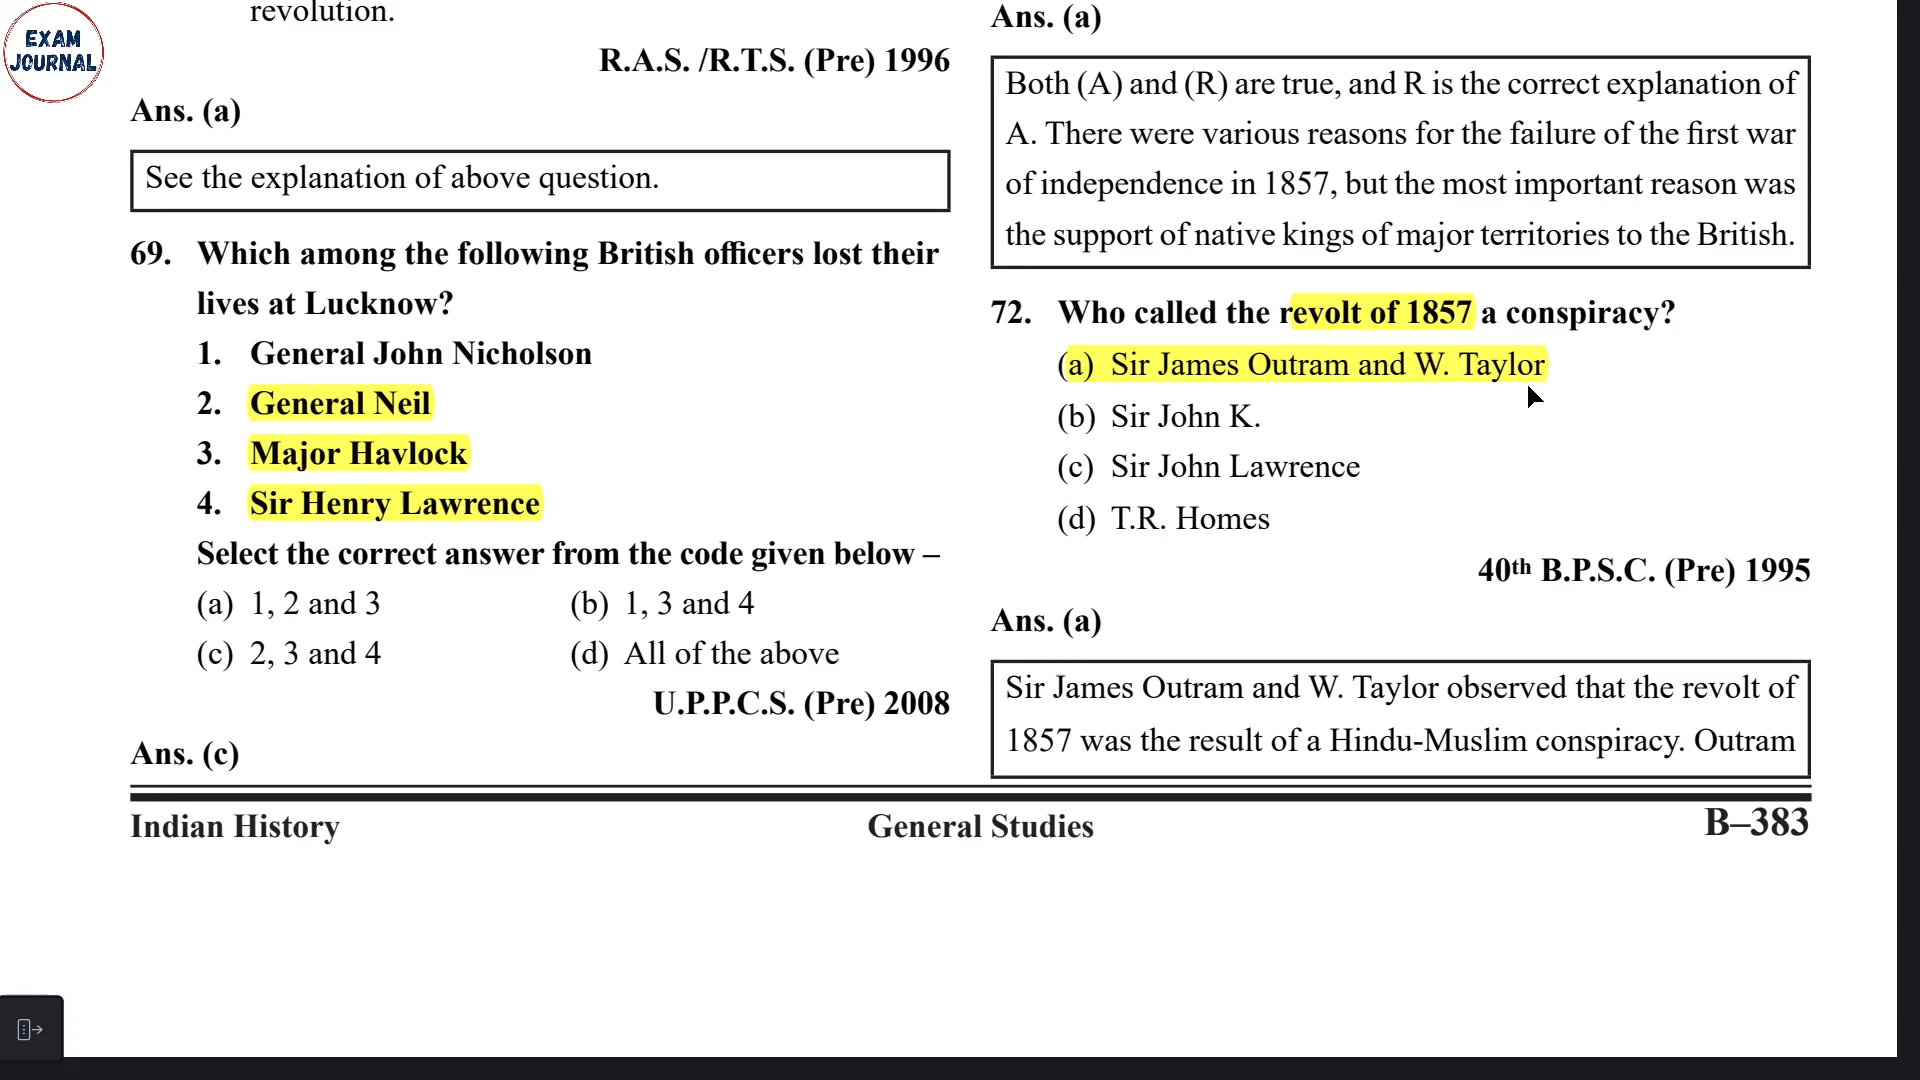 EXAM
JOURNAL
revolution.
R.A.S. /R.T.S. (Pre) 1996
Ans. (a)
See the explanation of above question.
69. Which among the following British officers lost their
lives at Lucknow?
1. General John Nicholson
2. General Neil
3. Major Havlock
4. Sir Henry Lawrence
Select the correct answer from the code given below –
(a) 1, 2 and 3 (b) 1, 3 and 4
(c) 2, 3 and 4 (d) All of the above
U.P.P.C.S. (Pre) 2008
Ans. (c)
Ans. (a)
Both (A) and (R) are true, and R is the correct explanation of
A. There were various reasons for the failure of the first war
of independence in 1857, but the most important reason was
the support of native kings of major territories to the British.
72. Who called the revolt of 1857 a conspiracy?
(a) Sir James Outram and W. Taylor
(b) Sir John K.
(c) Sir John Lawrence
(d) T.R. Homes
40th B.P.S.C. (Pre) 1995
Ans. (a)
Sir James Outram and W. Taylor observed that the revolt of
1857 was the result of a Hindu-Muslim conspiracy. Outram
Indian History General Studies B–383